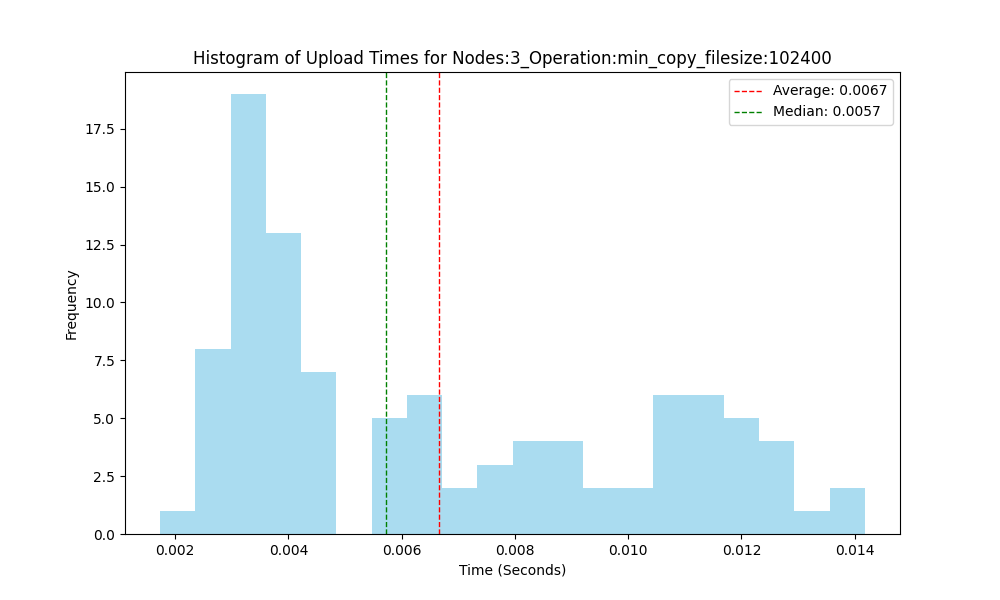 Histogram of Upload Times for Nodes:3_Operation:min_copy_filesize:102400
Average: 0.0067
Median: 0.0057
17.5
15.0
12.5
10.0
7.5
5.0
2.5
0.0
Frequency
0.002 0.004 0.006 0.008 0.010 0.012 0.014
Time (Seconds)